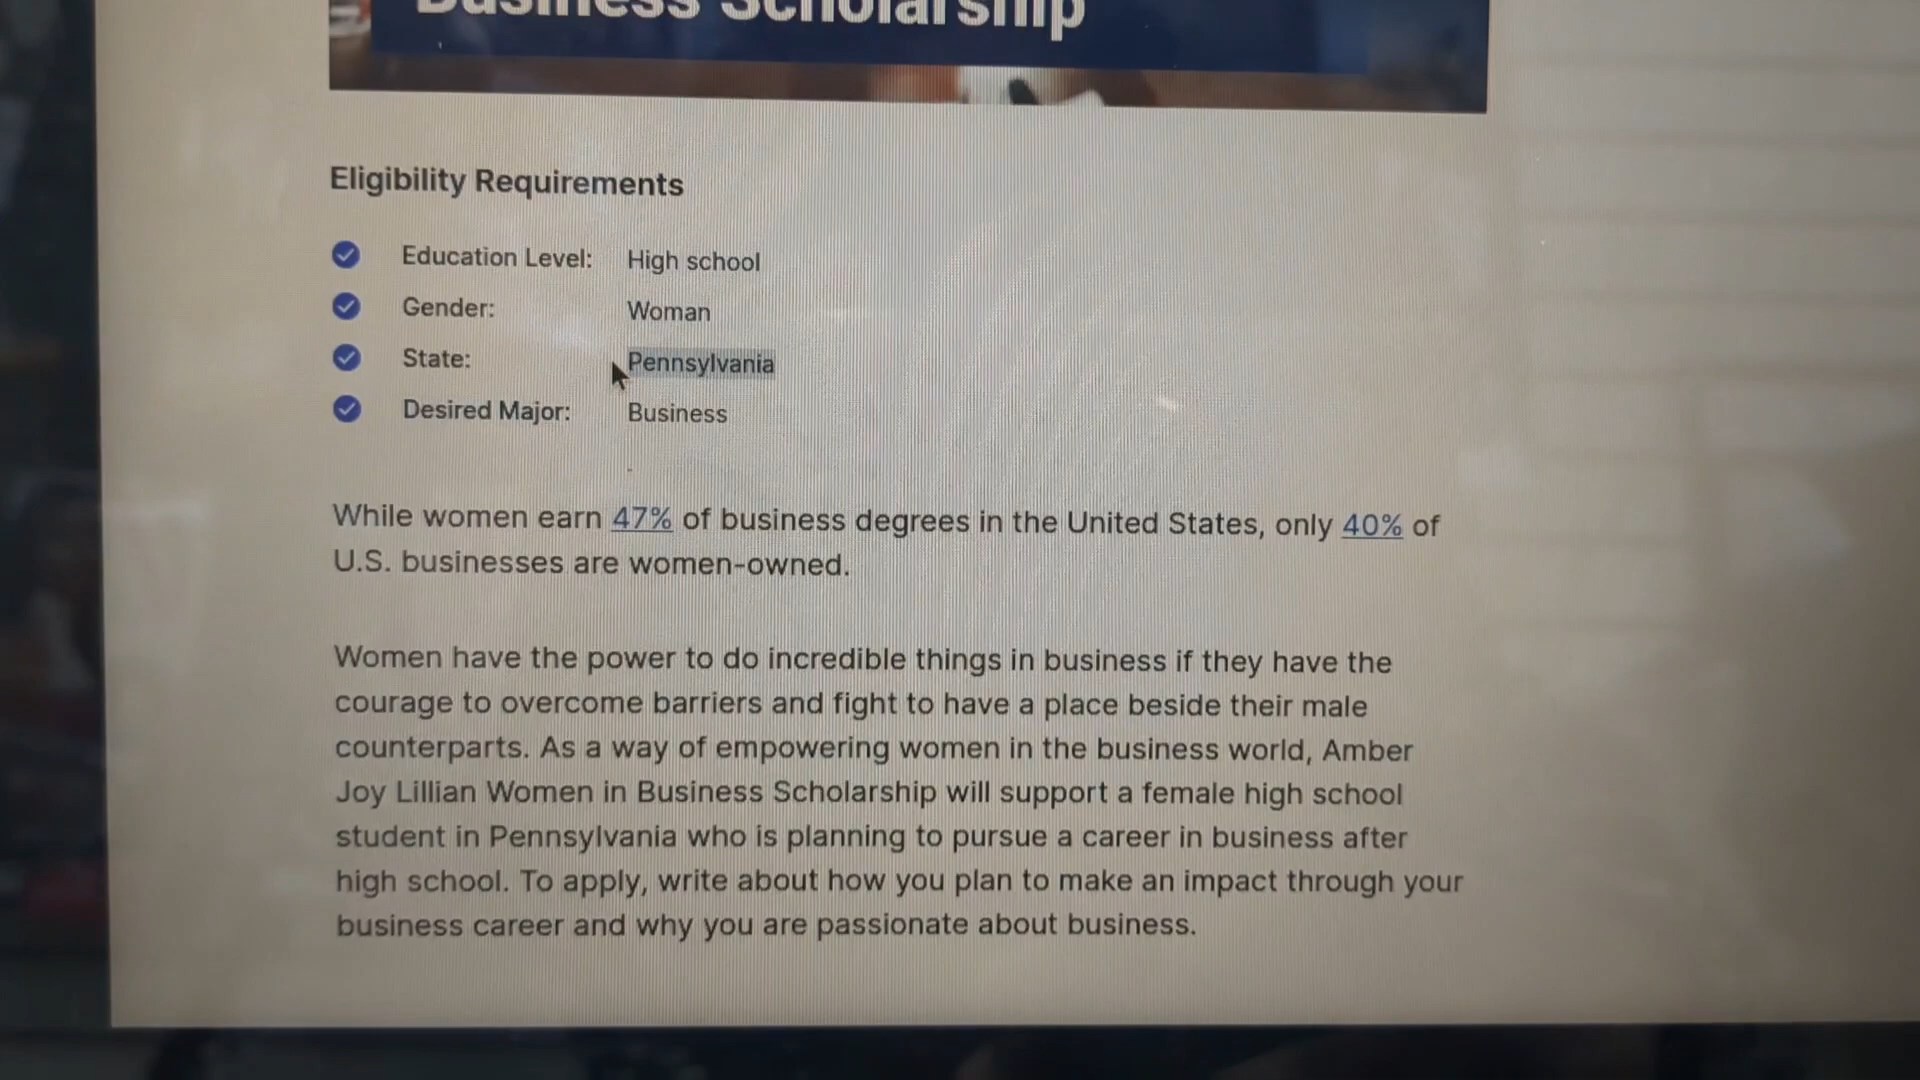 Business Scholarship
Eligibility Requirements
Education Level: High school
Gender: Woman
State: Pennsylvania
Desired Major: Business
While women earn 47% of business degrees in the United States, only 40% of
U.S. businesses are women-owned.
Women have the power to do incredible things in business if they have the
courage to overcome barriers and fight to have a place beside their male
counterparts. As a way of empowering women in the business world, Amber
Joy Lillian Women in Business Scholarship will support a female high school
student in Pennsylvania who is planning to pursue a career in business after
high school. To apply, write about how you plan to make an impact through your
business career and why you are passionate about business.